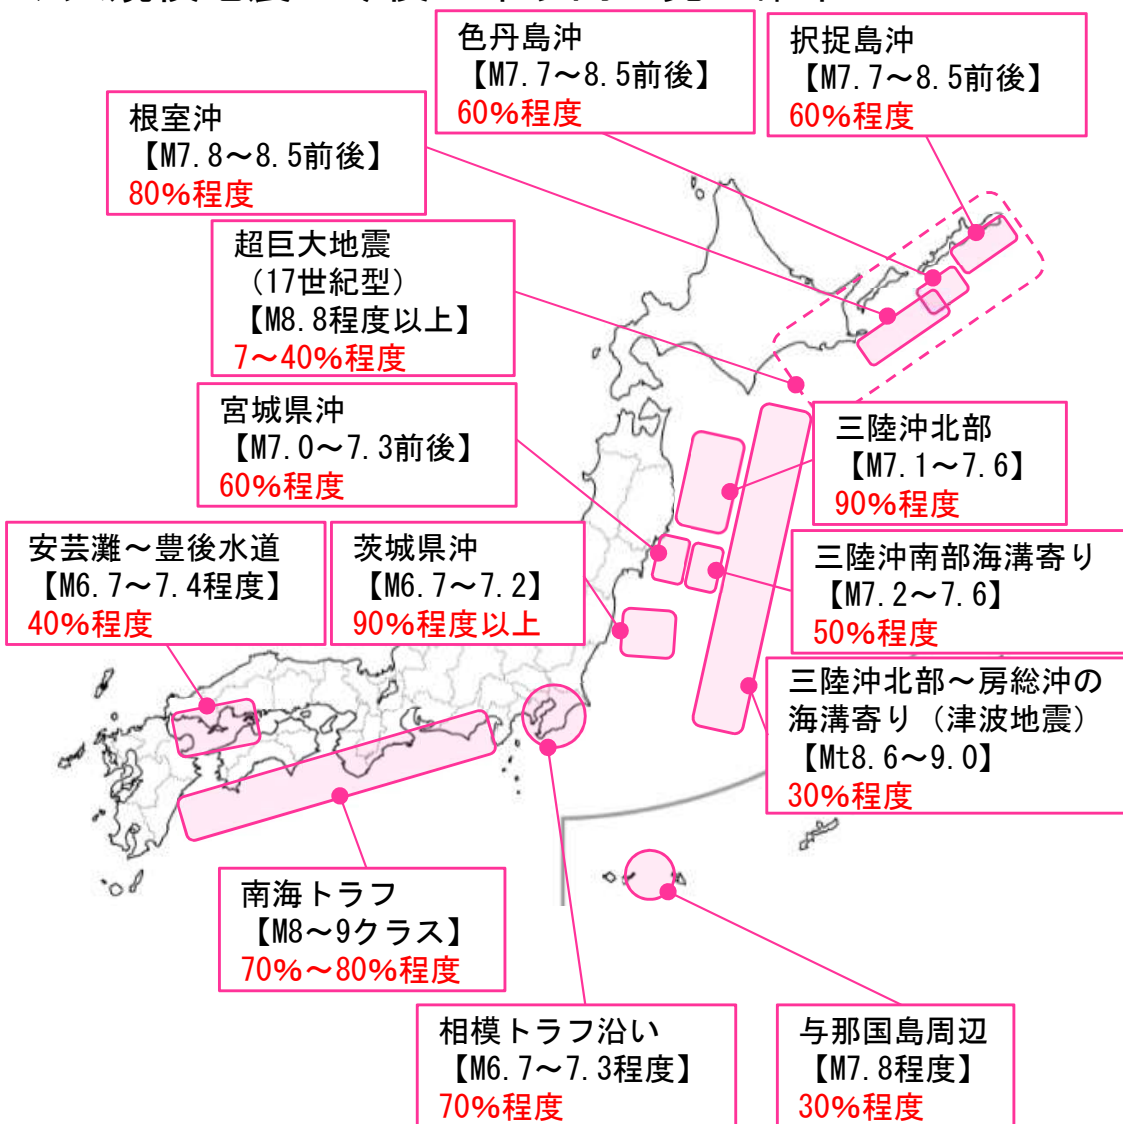 色丹島沖
【M7.7～8.5前後】
60%程度
択捉島沖
【M7.7～8.5前後】
60%程度
根室沖
【M7.8～8.5前後】
80%程度
超巨大地震
（17世紀型）
【M8.8程度以上】
7～40%程度
宮城県沖
【M7.0～7.3前後】
60%程度
三陸沖北部
【M7.1～7.6】
90%程度
安芸灘～豊後水道
【M6.7～7.4程度】
40%程度
茨城県沖
【M6.7～7.2】
90%程度以上
三陸沖南部海溝寄り
【M7.2～7.6】
50%程度
三陸沖北部～房総沖の
海溝寄り（津波地震）
【Mt8.6～9.0】
30%程度
南海トラフ
【M8～9クラス】
70%～80%程度
相模トラフ沿い
【M6.7～7.3程度】
70%程度
与那国島周辺
【M7.8程度】
30%程度